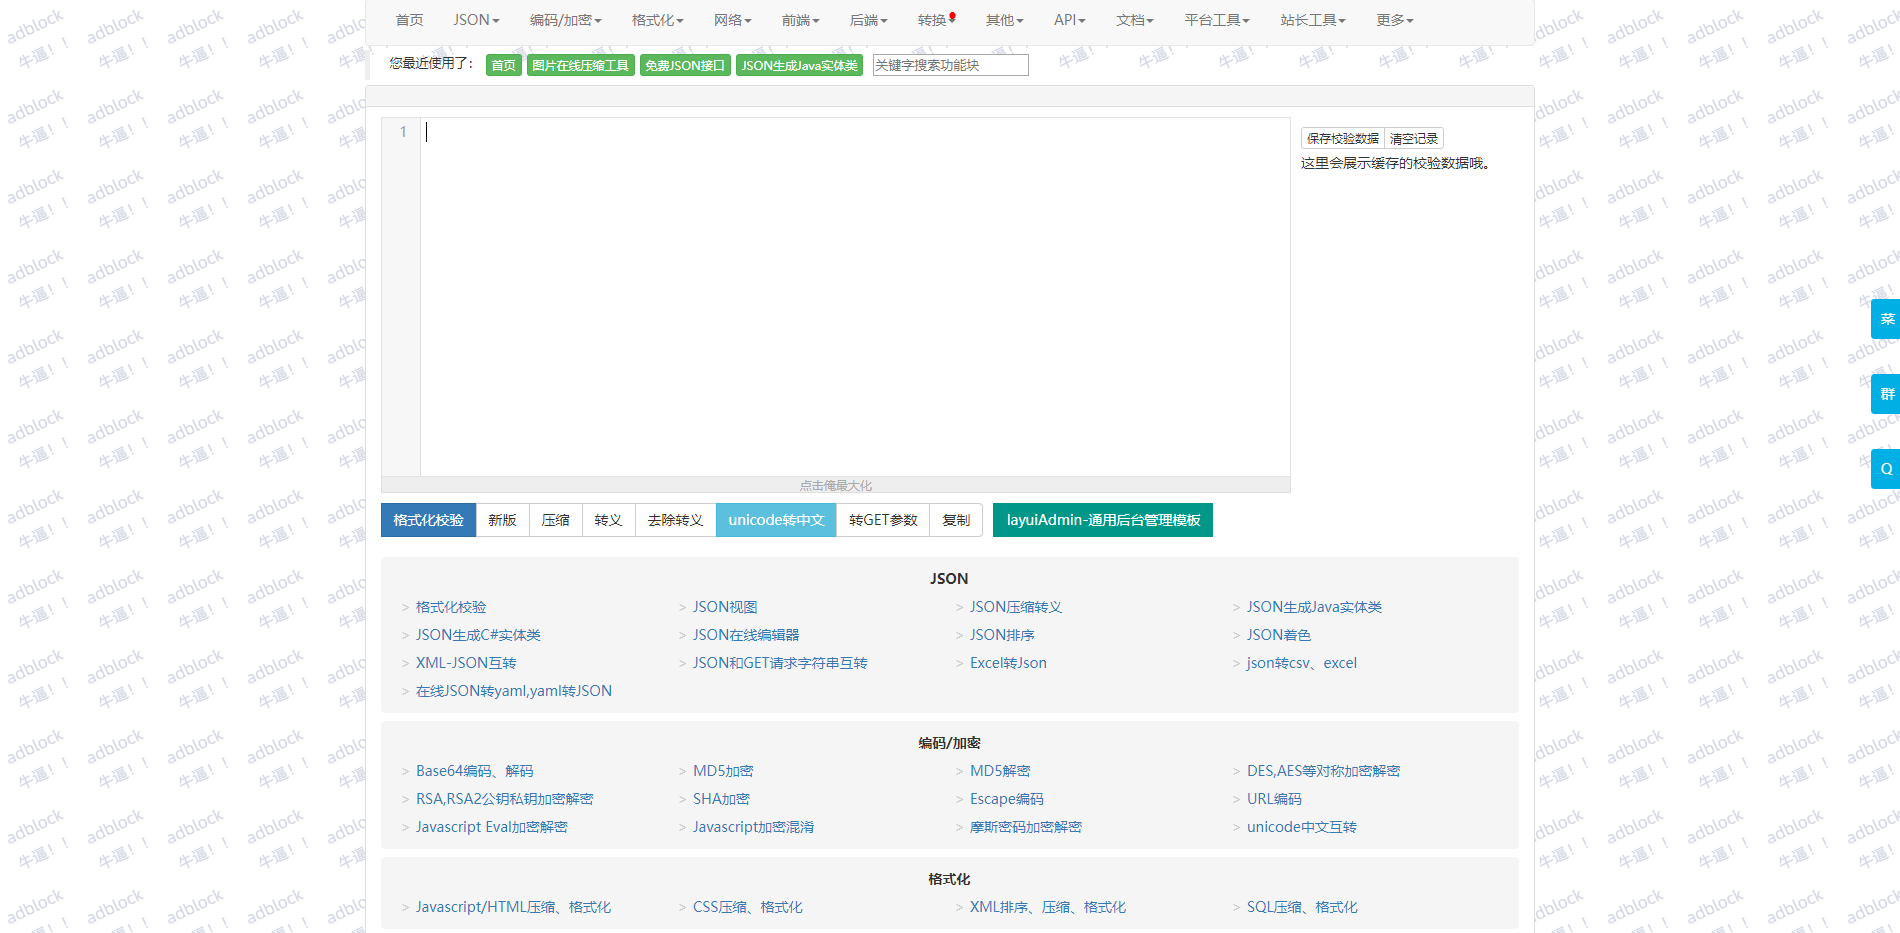 首页 JSON 编码/加密 格式化 网络 前端 后端 转换 其他 API 文档 平台工具 站长工具 更多
您最近使用了： 首页 图片在线压缩工具 免费JSON接口 JSON生成Java实体类 关键字搜索功能块
1
保存校验数据 清空记录
这里会展示缓存的校验数据哦。
点击俺最大化
格式化校验 新版 压缩 转义 去除转义 unicode转中文 转GET参数 复制 layuiAdmin-通用后台管理模板
JSON
> 格式化校验 > JSON视图 > JSON压缩转义 > JSON生成Java实体类
> JSON生成C#实体类 > JSON在线编辑器 > JSON排序 > JSON着色
> XML-JSON互转 > JSON和GET请求字符串互转 > Excel转Json > json转csv、excel
> 在线JSON转yaml,yaml转JSON
编码/加密
> Base64编码、解码 > MD5加密 > MD5解密 > DES,AES等对称加密解密
> RSA,RSA2公钥私钥加密解密 > SHA加密 > Escape编码 > URL编码
> Javascript Eval加密解密 > Javascript加密混淆 > 摩斯密码加密解密 > unicode中文互转
格式化
> Javascript/HTML压缩、格式化 > CSS压缩、格式化 > XML排序、压缩、格式化 > SQL压缩、格式化
菜
群
Q
adblock
牛逼！！